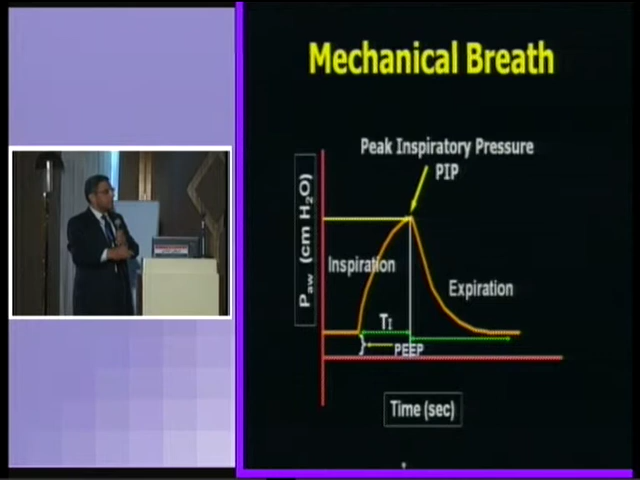 Mechanical Breath
Peak Inspiratory Pressure
PIP
Paw (cm H2O)
Inspiration
Expiration
TI
PEEP
Time (sec)